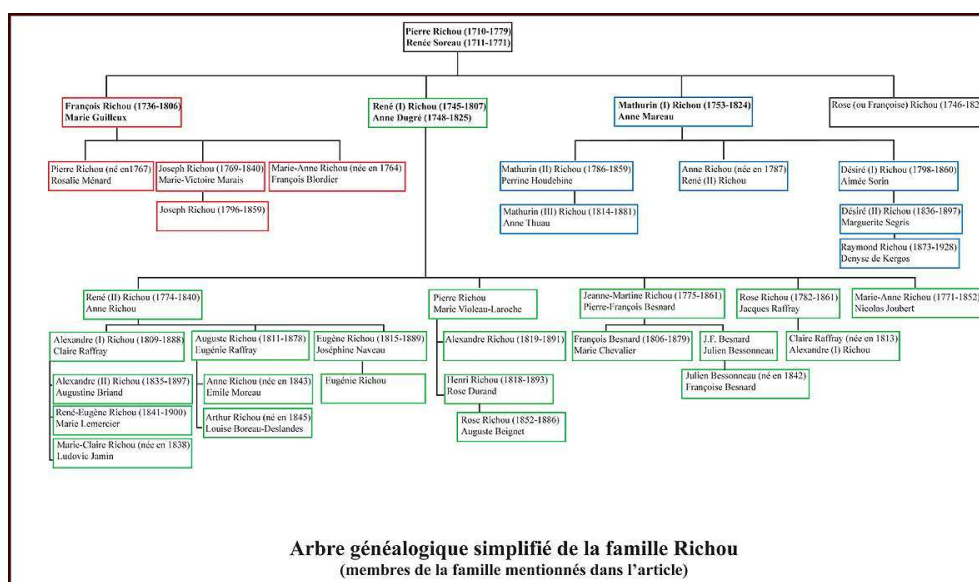 Pierre Richou (1710-1779)
Renée Soreau (1711-1771)
François Richou (1736-1806)
Marie Guilleux
René (I) Richou (1745-1807)
Anne Dugré (1748-1825)
Mathurin (I) Richou (1753-1824)
Anne Mareau
Rose (ou Françoise) Richou (1746-182
Pierre Richou (né en1767)
Rosalie Ménard
Joseph Richou (1769-1840)
Marie-Victoire Marais
Marie-Anne Richou (née en 1764)
François Blordier
Mathurin (II) Richou (1786-1859)
Perrine Houdebine
Anne Richou (née en 1787)
René (II) Richou
Désiré (I) Richou (1798-1860)
Aimée Sorin
Joseph Richou (1796-1859)
Mathurin (III) Richou (1814-1881)
Anne Thuau
Désiré (II) Richou (1836-1897)
Marguerite Segris
Raymond Richou (1873-1928)
Denyse de Kergos
René (II) Richou (1774-1840)
Anne Richou
Pierre Richou
Marie Violeau-Laroche
Jeanne-Martine Richou (1775-1861)
Pierre-François Besnard
Rose Richou (1782-1861)
Jacques Raffray
Marie-Anne Richou (1771-1852)
Nicolas Joubert
Alexandre (I) Richou (1809-1888)
Claire Raffray
Auguste Richou (1811-1878)
Eugénie Raffray
Eugène Richou (1815-1889)
Joséphine Naveau
Alexandre Richou (1819-1891)
François Besnard (1806-1879)
Marie Chevalier
J.F. Besnard
Julien Bessonneau
Claire Raffray (née en 1813)
Alexandre (I) Richou
Alexandre (II) Richou (1835-1897)
Augustine Briand
Anne Richou (née en 1843)
Emile Moreau
Eugénie Richou
Henri Richou (1818-1893)
Rose Durand
Julien Bessonneau (né en 1842)
Françoise Besnard
René-Eugène Richou (1841-1900)
Marie Lemercier
Arthur Richou (né en 1845)
Louise Boreau-Deslandes
Rose Richou (1852-1886)
Auguste Beignet
Marie-Claire Richou (née en 1838)
Ludovic Jamin
Arbre généalogique simplifié de la famille Richou
(membres de la famille mentionnés dans l'article)